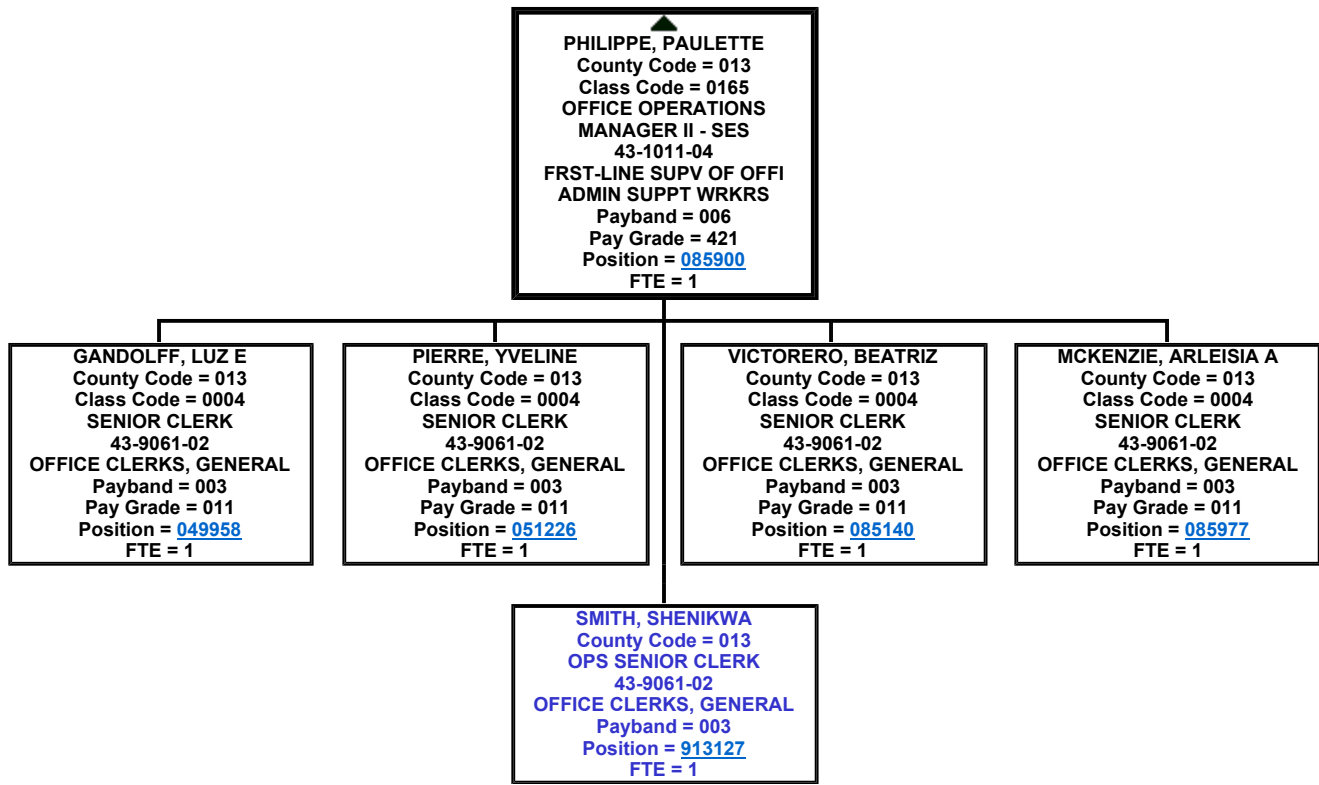 PHILIPPE, PAULETTE
County Code = 013
Class Code = 0165
OFFICE OPERATIONS
MANAGER II - SES
43-1011-04
FRST-LINE SUPV OF OFFI
ADMIN SUPPT WRKRS
Payband = 006
Pay Grade = 421
Position = 085900
FTE = 1
GANDOLFF, LUZ E
County Code = 013
Class Code = 0004
SENIOR CLERK
43-9061-02
OFFICE CLERKS, GENERAL
Payband = 003
Pay Grade = 011
Position = 049958
FTE = 1
PIERRE, YVELINE
County Code = 013
Class Code = 0004
SENIOR CLERK
43-9061-02
OFFICE CLERKS, GENERAL
Payband = 003
Pay Grade = 011
Position = 051226
FTE = 1
VICTORERO, BEATRIZ
County Code = 013
Class Code = 0004
SENIOR CLERK
43-9061-02
OFFICE CLERKS, GENERAL
Payband = 003
Pay Grade = 011
Position = 085140
FTE = 1
MCKENZIE, ARLEISIA A
County Code = 013
Class Code = 0004
SENIOR CLERK
43-9061-02
OFFICE CLERKS, GENERAL
Payband = 003
Pay Grade = 011
Position = 085977
FTE = 1
SMITH, SHENIKWA
County Code = 013
OPS SENIOR CLERK
43-9061-02
OFFICE CLERKS, GENERAL
Payband = 003
Position = 913127
FTE = 1